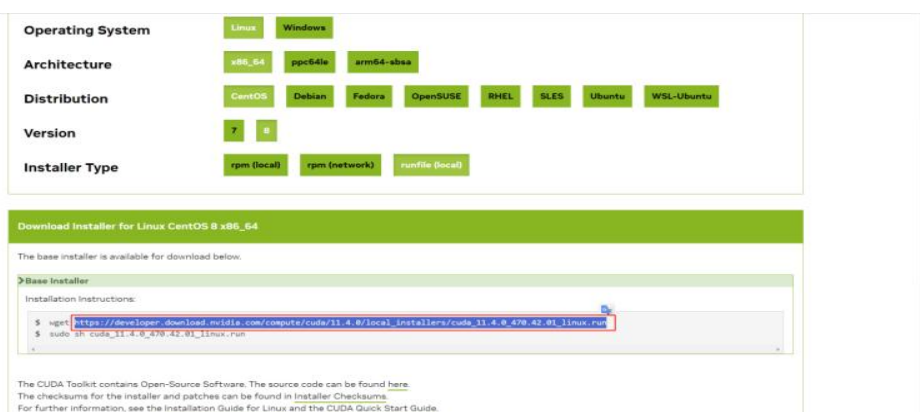 Operating System Linux Windows
Architecture x86_64 ppc64le arm64-sbsa
Distribution CentOS Debian Fedora OpenSUSE RHEL SLES Ubuntu WSL-Ubuntu
Version 7 8
Installer Type rpm (local) rpm (network) runfile (local)
Download Installer for Linux CentOS 8 x86_64
The base installer is available for download below.
Base Installer
Installation Instructions:
$ wget https://developer.download.nvidia.com/compute/cuda/11.4.0/local_installers/cuda_11.4.0_470.42.01_linux.run
$ sudo sh cuda_11.4.0_470.42.01_linux.run
The CUDA Toolkit contains Open-Source Software. The source code can be found here.
The checksums for the installer and patches can be found in Installer Checksums.
For further information, see the Installation Guide for Linux and the CUDA Quick Start Guide.